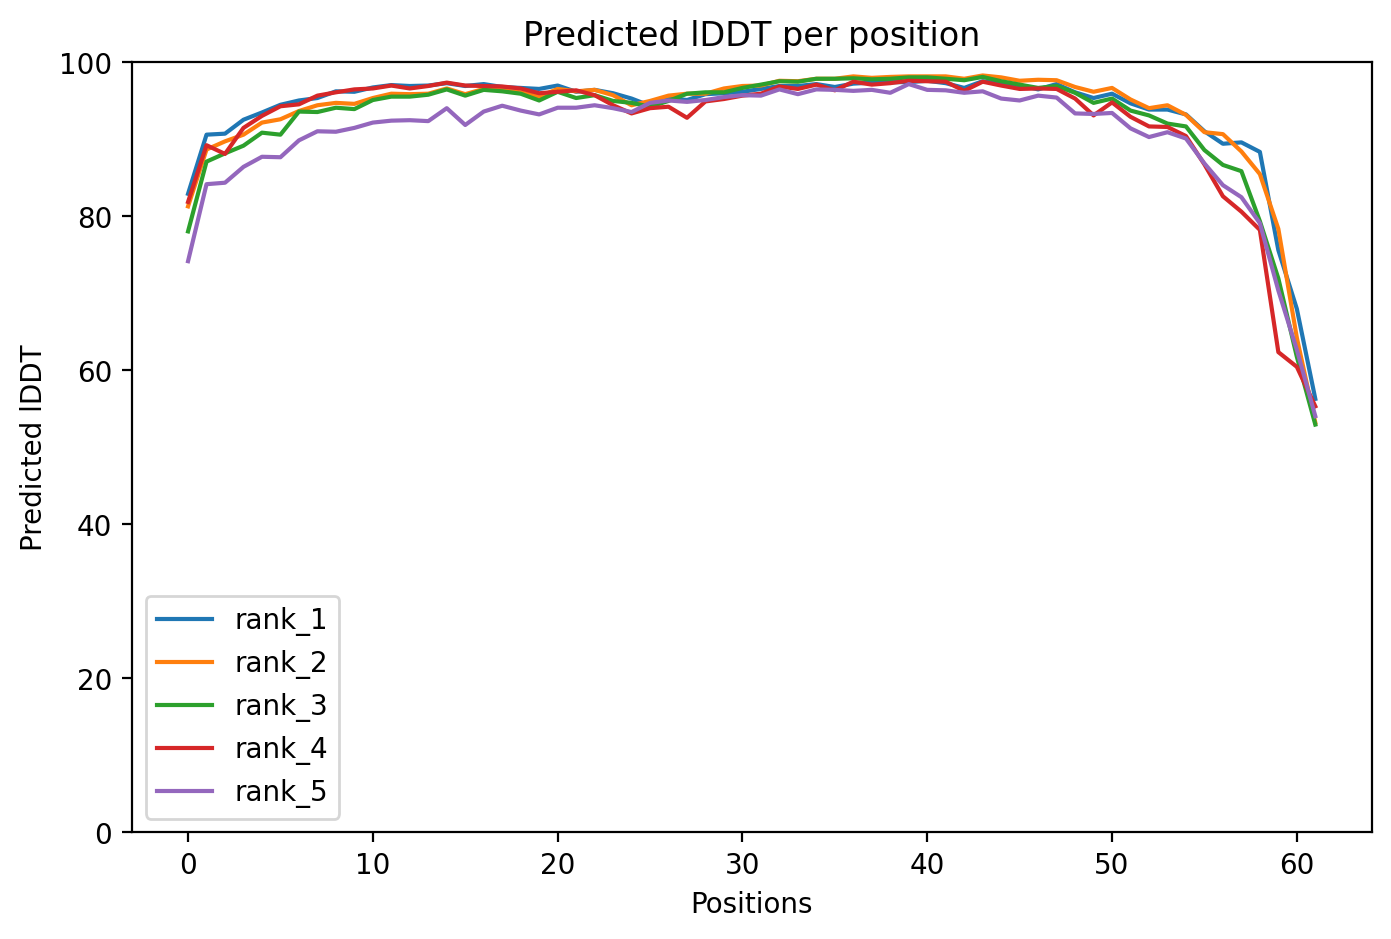 Predicted lDDT per position
100
80
60
40
20
0
Predicted lDDT
rank_1
rank_2
rank_3
rank_4
rank_5
0 10 20 30 40 50 60
Positions